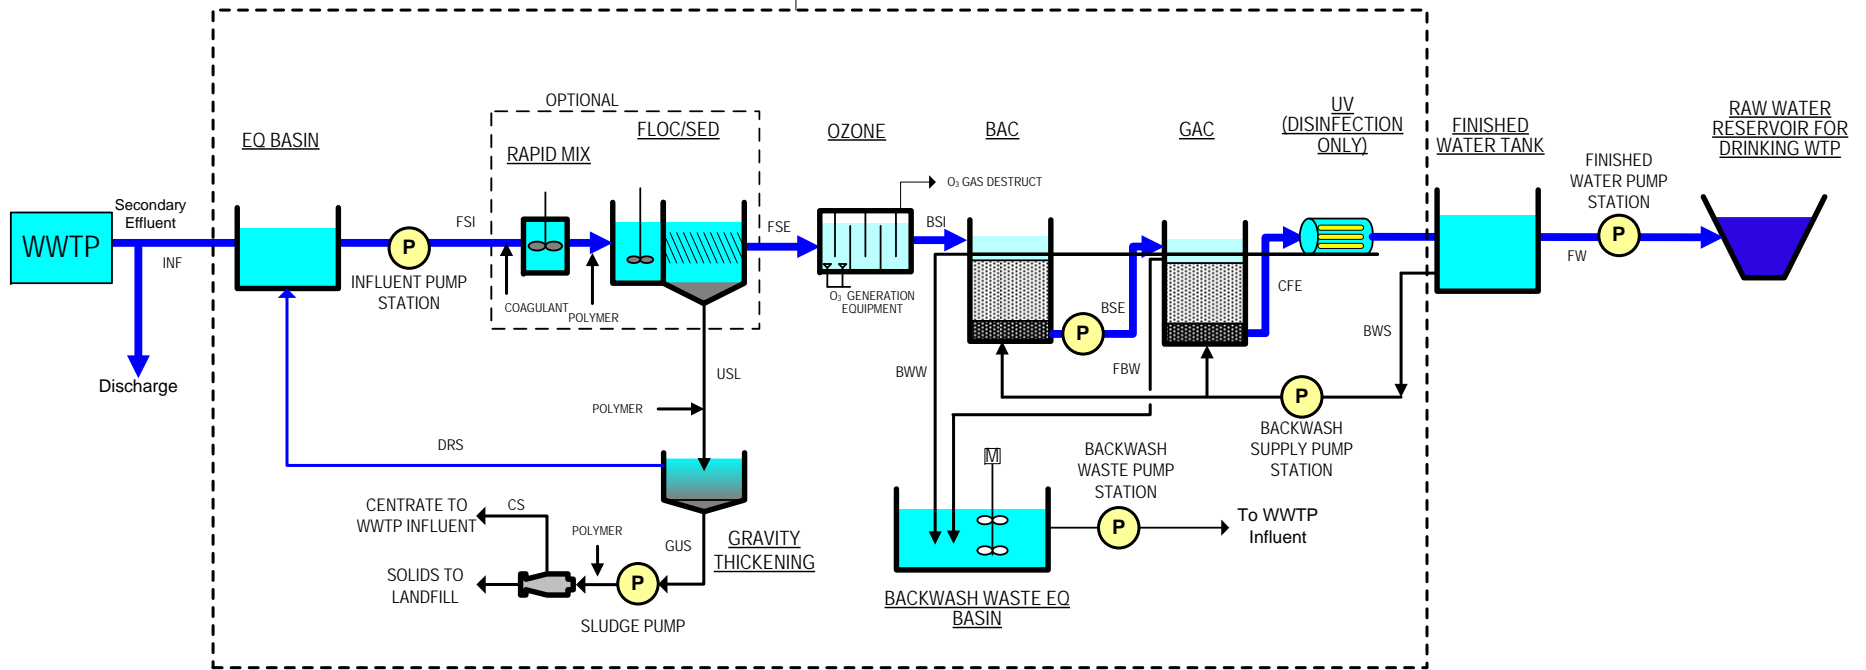 OPTIONAL
EQ BASIN
RAPID MIX
FLOC/SED
OZONE
BAC
GAC
UV
(DISINFECTION
ONLY)
FINISHED
WATER TANK
RAW WATER
RESERVOIR FOR
DRINKING WTP
FINISHED
WATER PUMP
STATION
O₃ GAS DESTRUCT
WWTP
Secondary
Effluent
INF
Discharge
P
INFLUENT PUMP
STATION
FSI
COAGULANT
POLYMER
FSE
O₃ GENERATION
EQUIPMENT
BSI
P
BSE
CFE
P
FW
BWS
BWW
FBW
P
BACKWASH
SUPPLY PUMP
STATION
USL
POLYMER
DRS
GRAVITY
THICKENING
GUS
CENTRATE TO
WWTP INFLUENT
CS
POLYMER
SOLIDS TO
LANDFILL
P
SLUDGE PUMP
M
BACKWASH
WASTE PUMP
STATION
P
To WWTP
Influent
BACKWASH WASTE EQ
BASIN